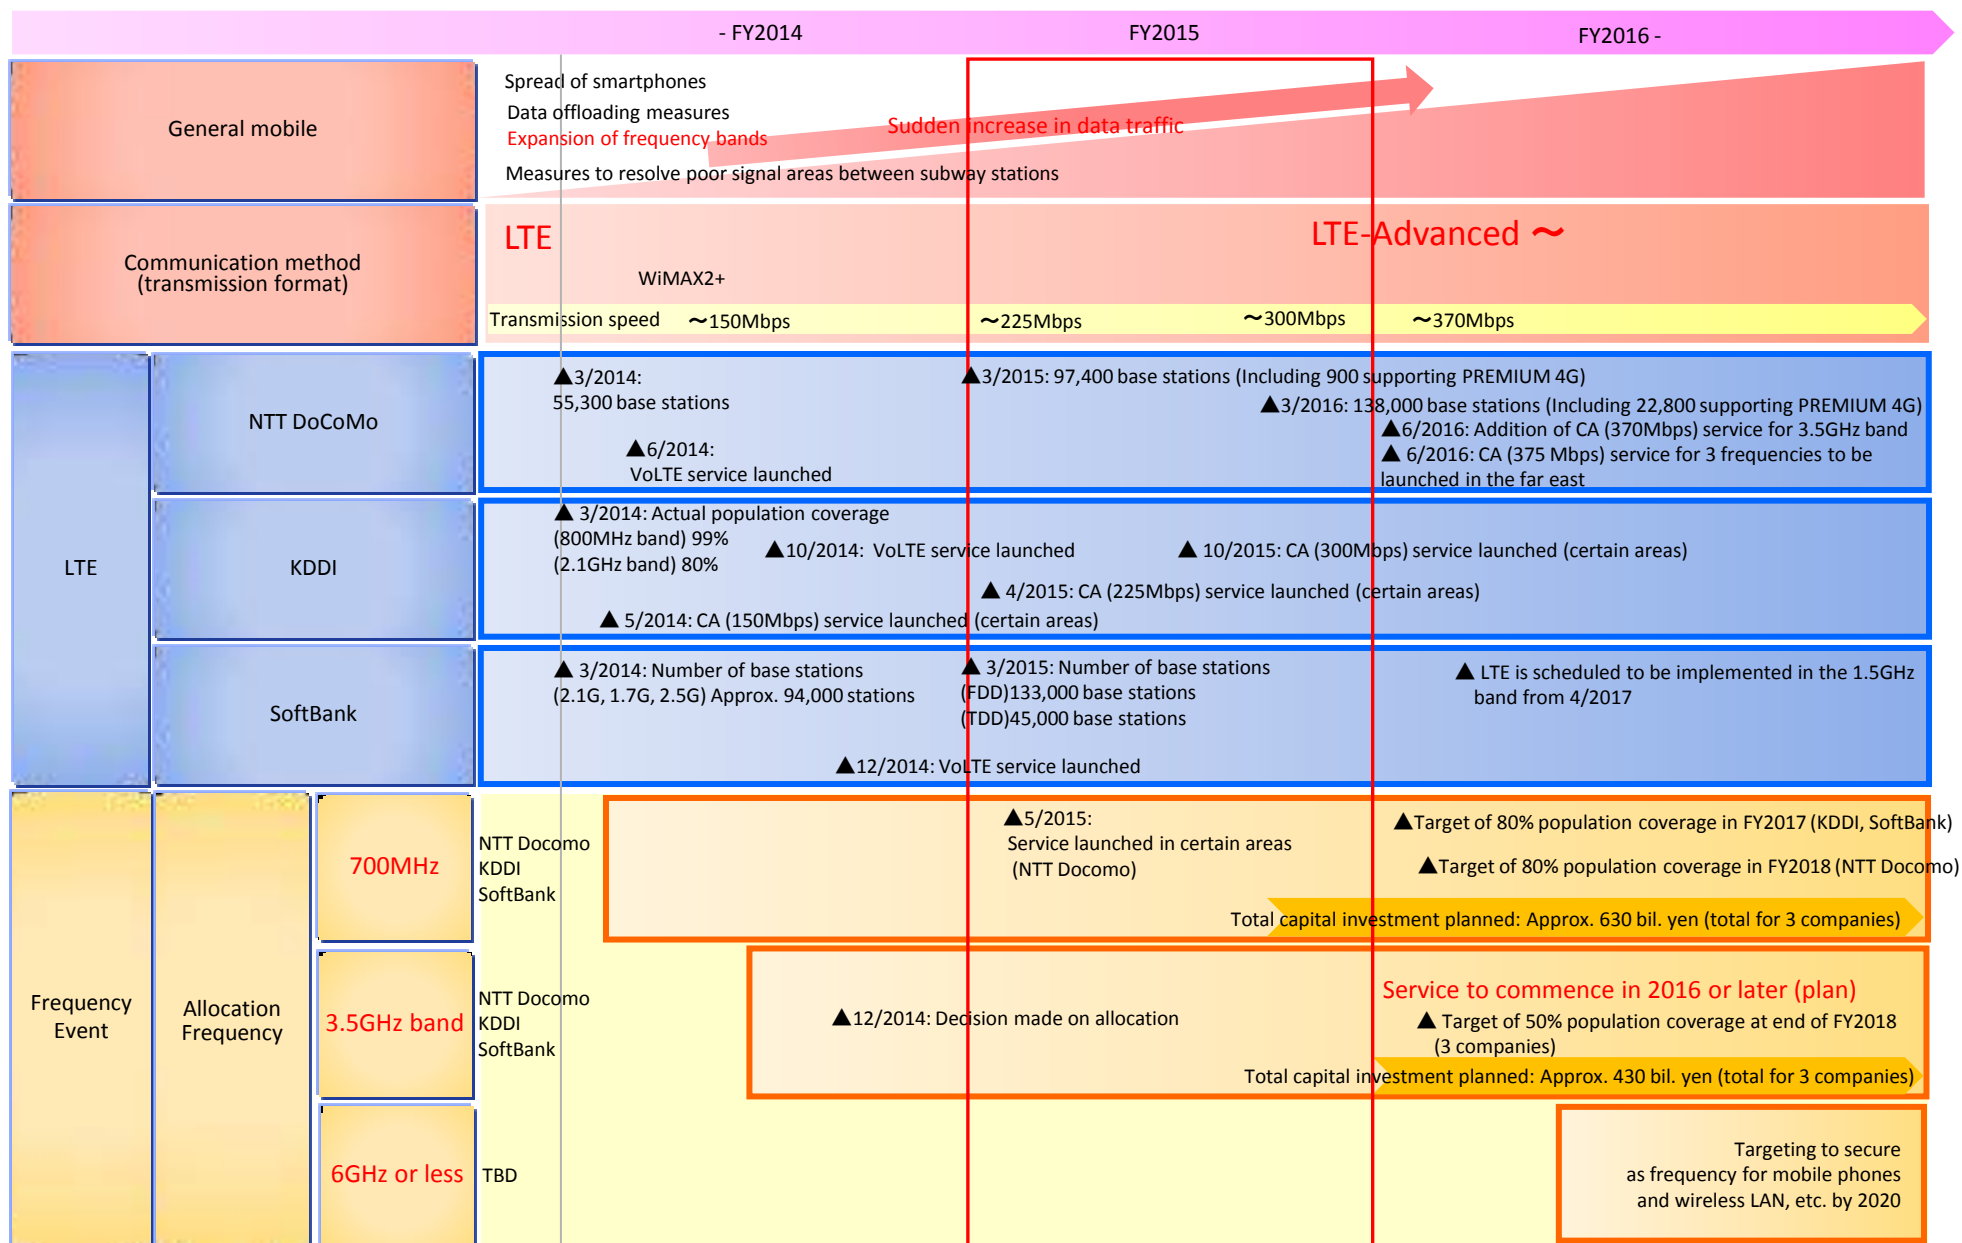 - FY2014
FY2015
FY2016 -
General mobile
Spread of smartphones
Data offloading measures
Expansion of frequency bands
Sudden increase in data traffic
Measures to resolve poor signal areas between subway stations
Communication method
(transmission format)
LTE
LTE-Advanced ～
WiMAX2+
Transmission speed
～150Mbps
～225Mbps
～300Mbps
～370Mbps
LTE
NTT DoCoMo
▲3/2014:
55,300 base stations
▲6/2014:
VoLTE service launched
▲3/2015: 97,400 base stations (Including 900 supporting PREMIUM 4G)
▲3/2016: 138,000 base stations (Including 22,800 supporting PREMIUM 4G)
▲6/2016: Addition of CA (370Mbps) service for 3.5GHz band
▲ 6/2016: CA (375 Mbps) service for 3 frequencies to be
launched in the far east
KDDI
▲ 3/2014: Actual population coverage
(800MHz band) 99%
(2.1GHz band) 80%
▲10/2014: VoLTE service launched
▲ 10/2015: CA (300Mbps) service launched (certain areas)
▲ 4/2015: CA (225Mbps) service launched (certain areas)
▲ 5/2014: CA (150Mbps) service launched (certain areas)
SoftBank
▲ 3/2014: Number of base stations
(2.1G, 1.7G, 2.5G) Approx. 94,000 stations
▲ 3/2015: Number of base stations
(FDD)133,000 base stations
(TDD)45,000 base stations
▲ LTE is scheduled to be implemented in the 1.5GHz
band from 4/2017
▲12/2014: VoLTE service launched
Frequency
Event
Allocation
Frequency
700MHz
NTT Docomo
KDDI
SoftBank
▲5/2015:
Service launched in certain areas
(NTT Docomo)
▲Target of 80% population coverage in FY2017 (KDDI, SoftBank)
▲Target of 80% population coverage in FY2018 (NTT Docomo)
Total capital investment planned: Approx. 630 bil. yen (total for 3 companies)
3.5GHz band
NTT Docomo
KDDI
SoftBank
▲12/2014: Decision made on allocation
Service to commence in 2016 or later (plan)
▲ Target of 50% population coverage at end of FY2018
(3 companies)
Total capital investment planned: Approx. 430 bil. yen (total for 3 companies)
6GHz or less
TBD
Targeting to secure
as frequency for mobile phones
and wireless LAN, etc. by 2020